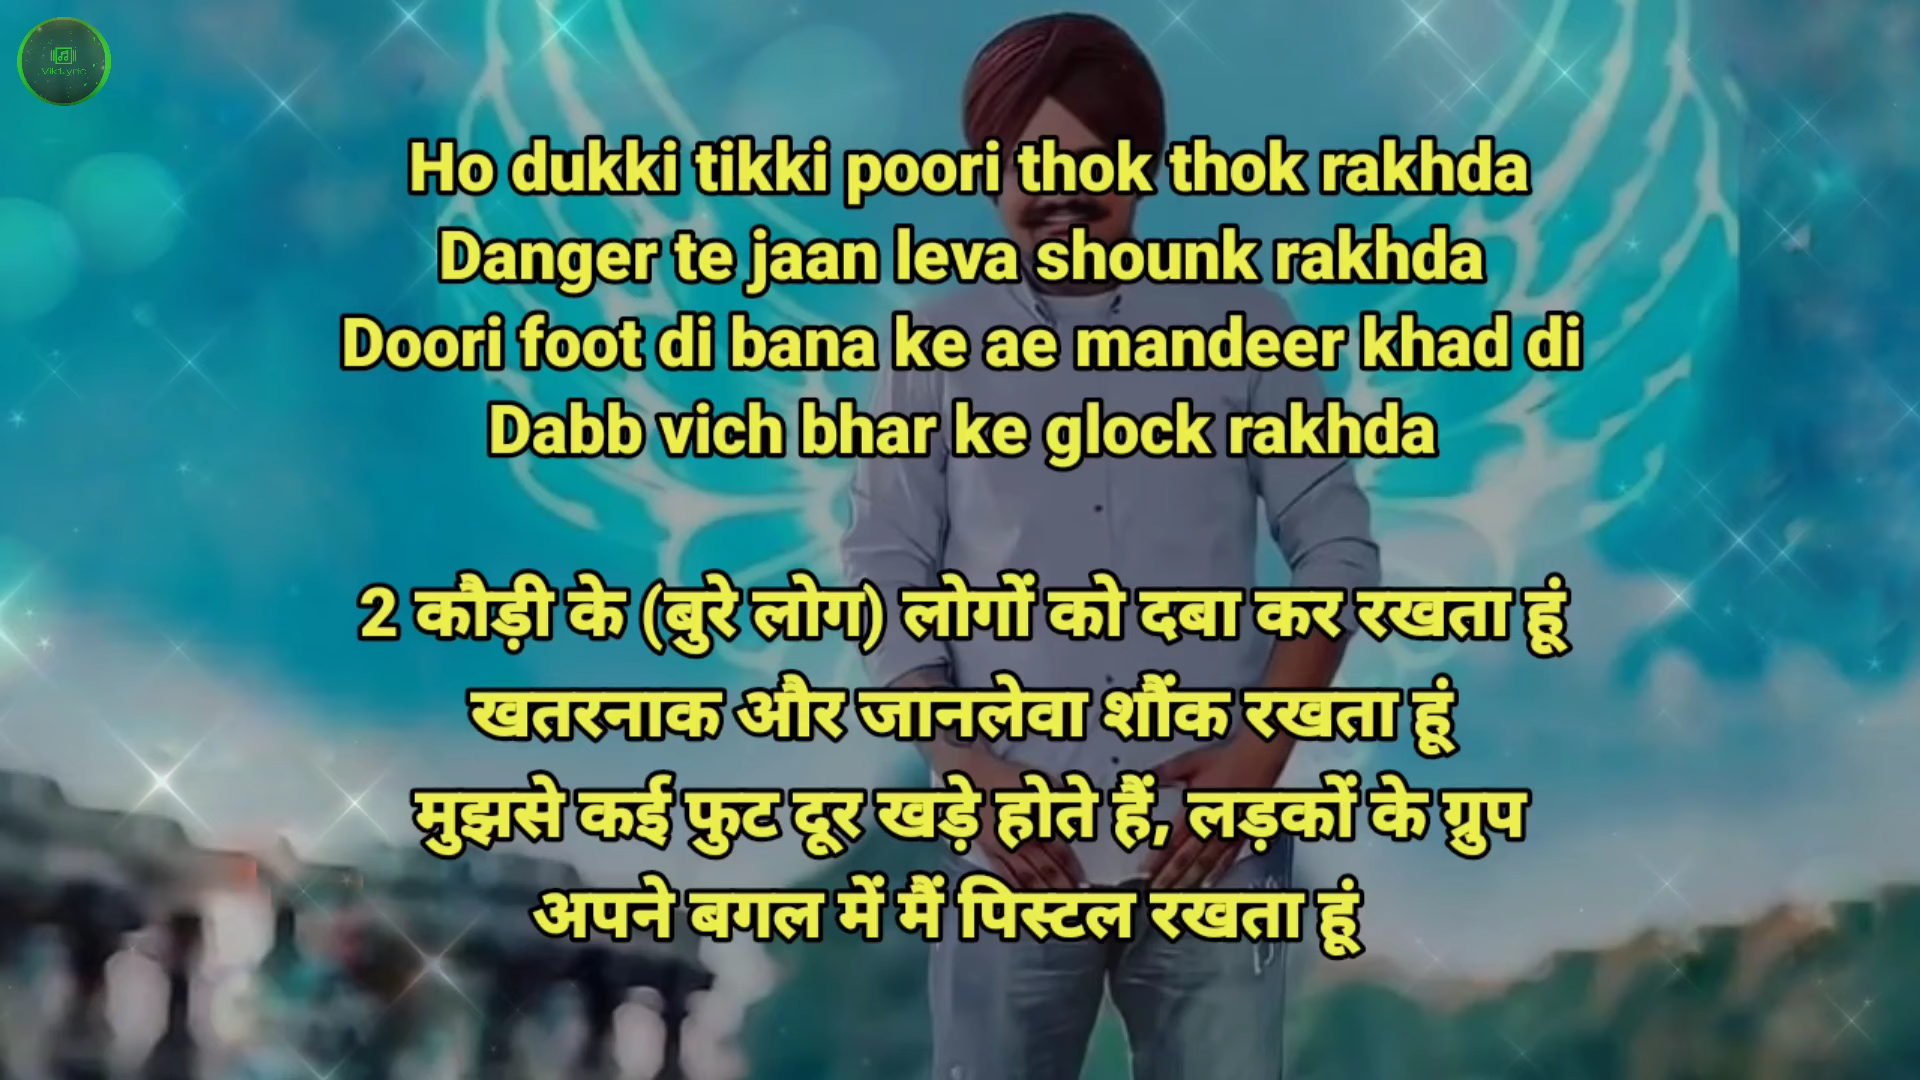 VikLyric
Ho dukki tikki poori thok thok rakhda
Danger te jaan leva shounk rakhda
Doori foot di bana ke ae mandeer khad di
Dabb vich bhar ke glock rakhda
2 कौड़ी के (बुरे लोग) लोगों को दबा कर रखता हूं
खतरनाक और जानलेवा शौंक रखता हूं
मुझसे कई फुट दूर खड़े होते हैं, लड़कों के ग्रुप
अपने बगल में मैं पिस्टल रखता हूं